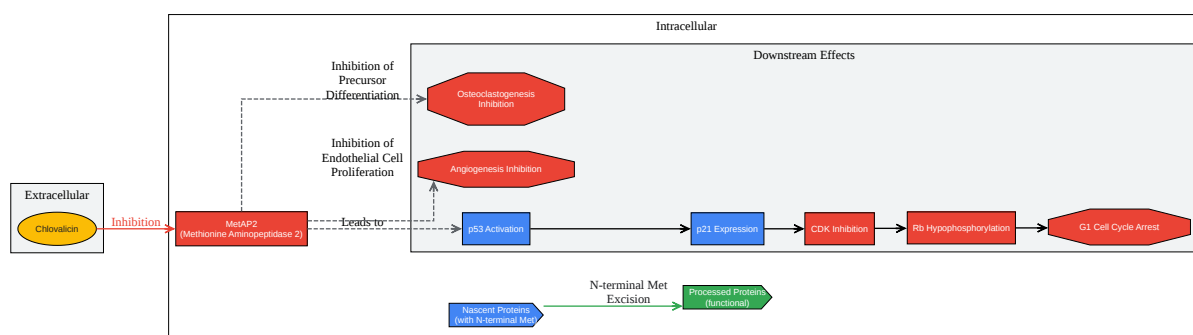 Intracellular
Downstream Effects
Inhibition of
Precursor
Differentiation
Osteoclastogenesis
Inhibition
Inhibition of
Endothelial Cell
Proliferation
Angiogenesis Inhibition
Extracellular
Chlovalicin
Inhibition
MetAP2
(Methionine Aminopeptidase 2)
Leads to
p53 Activation
p21 Expression
CDK Inhibition
Rb Hypophosphorylation
G1 Cell Cycle Arrest
N-terminal Met
Excision
Nascent Proteins
(with N-terminal Met)
Processed Proteins
(functional)